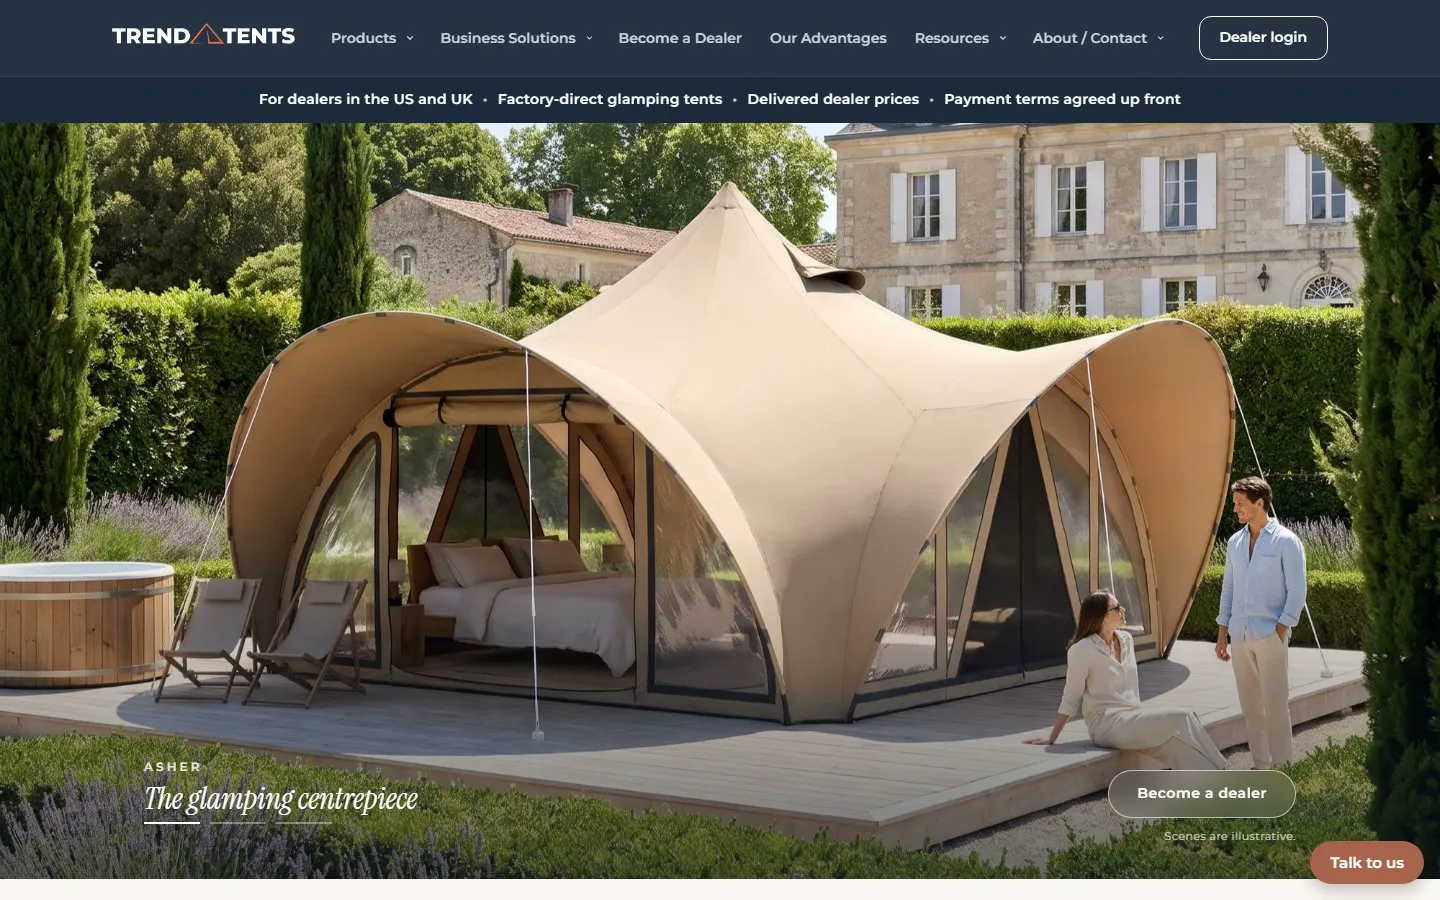 TREND TENTS
Products
Business Solutions
Become a Dealer
Our Advantages
Resources
About / Contact
Dealer login
For dealers in the US and UK • Factory-direct glamping tents • Delivered dealer prices • Payment terms agreed up front
ASHER
The glamping centrepiece
Become a dealer
Scenes are illustrative.
Talk to us